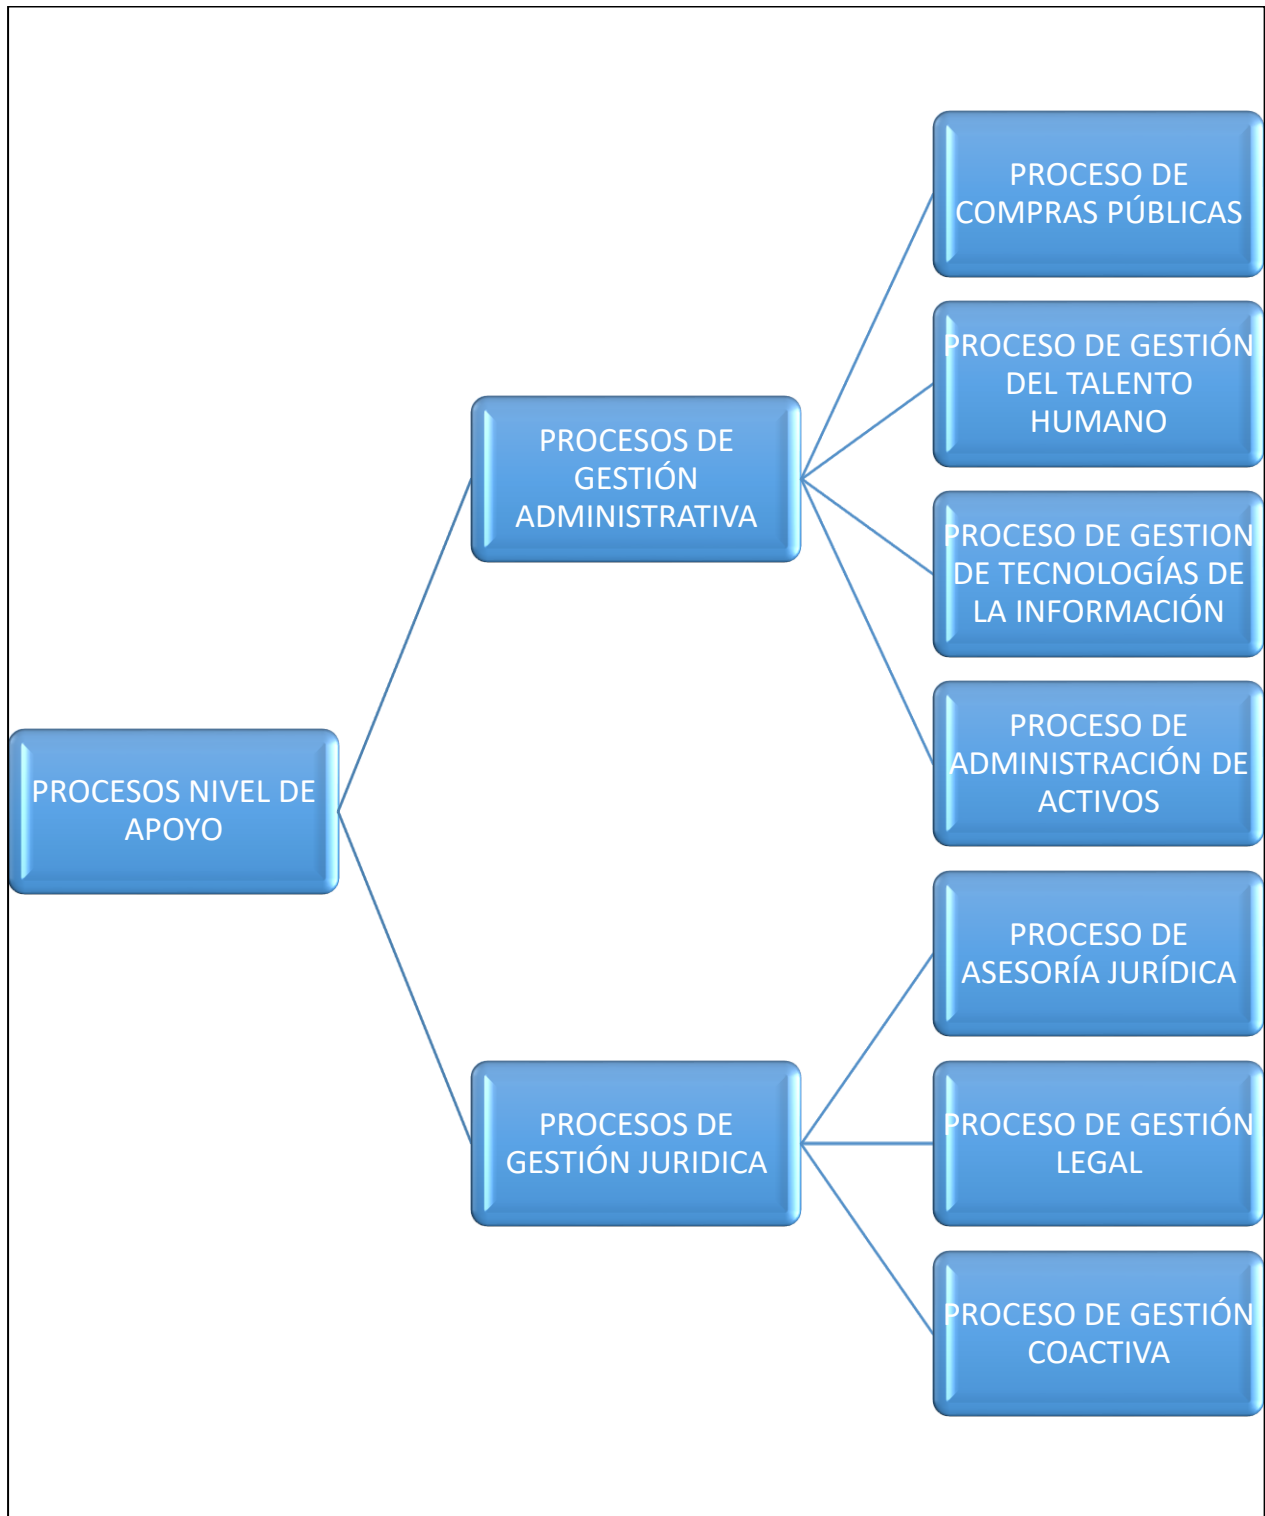 PROCESOS NIVEL DE
APOYO
PROCESOS DE
GESTIÓN
ADMINISTRATIVA
PROCESO DE
COMPRAS PÚBLICAS
PROCESO DE GESTIÓN
DEL TALENTO
HUMANO
PROCESO DE GESTION
DE TECNOLOGÍAS DE
LA INFORMACIÓN
PROCESO DE
ADMINISTRACIÓN DE
ACTIVOS
PROCESOS DE
GESTIÓN JURIDICA
PROCESO DE
ASESORÍA JURÍDICA
PROCESO DE GESTIÓN
LEGAL
PROCESO DE GESTIÓN
COACTIVA